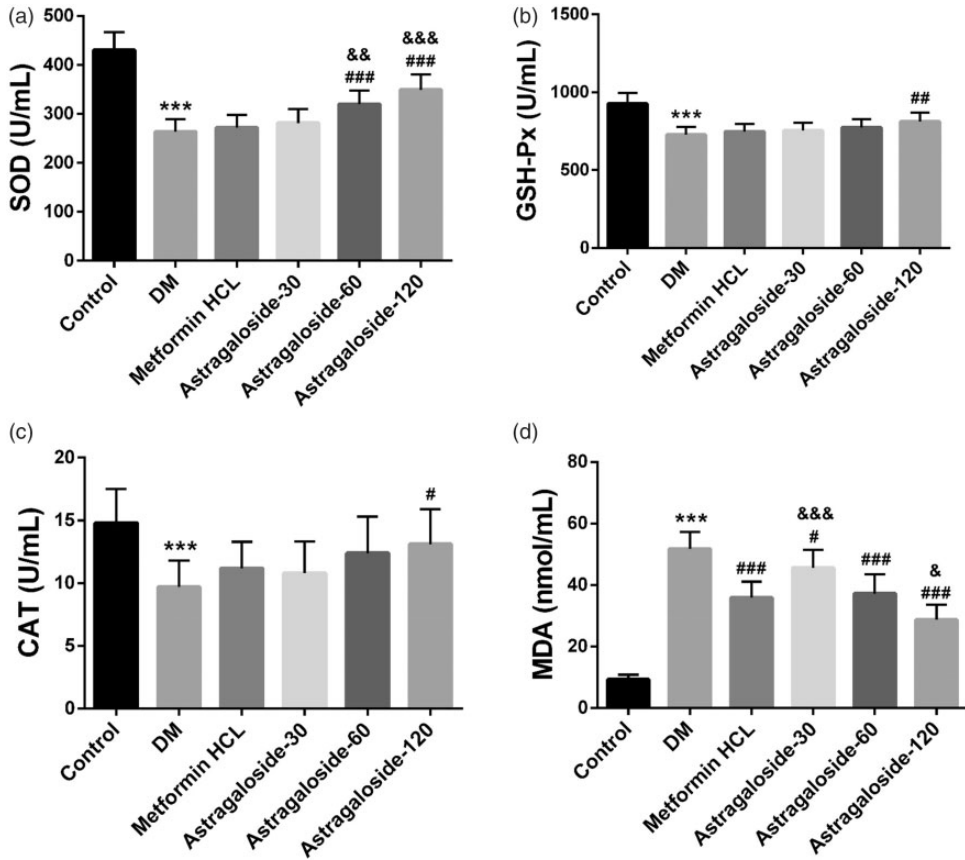 (a)
SOD (U/mL)
500
400
300
200
100
0
***
&&
###
&&&
###
Control
DM
Metformin HCL
Astragaloside-30
Astragaloside-60
Astragaloside-120
(b)
GSH-Px (U/mL)
1500
1000
500
0
***
##
Control
DM
Metformin HCL
Astragaloside-30
Astragaloside-60
Astragaloside-120
(c)
CAT (U/mL)
20
15
10
5
0
***
#
Control
DM
Metformin HCL
Astragaloside-30
Astragaloside-60
Astragaloside-120
(d)
MDA (nmol/mL)
80
60
40
20
0
***
###
&&&
#
###
&
###
Control
DM
Metformin HCL
Astragaloside-30
Astragaloside-60
Astragaloside-120